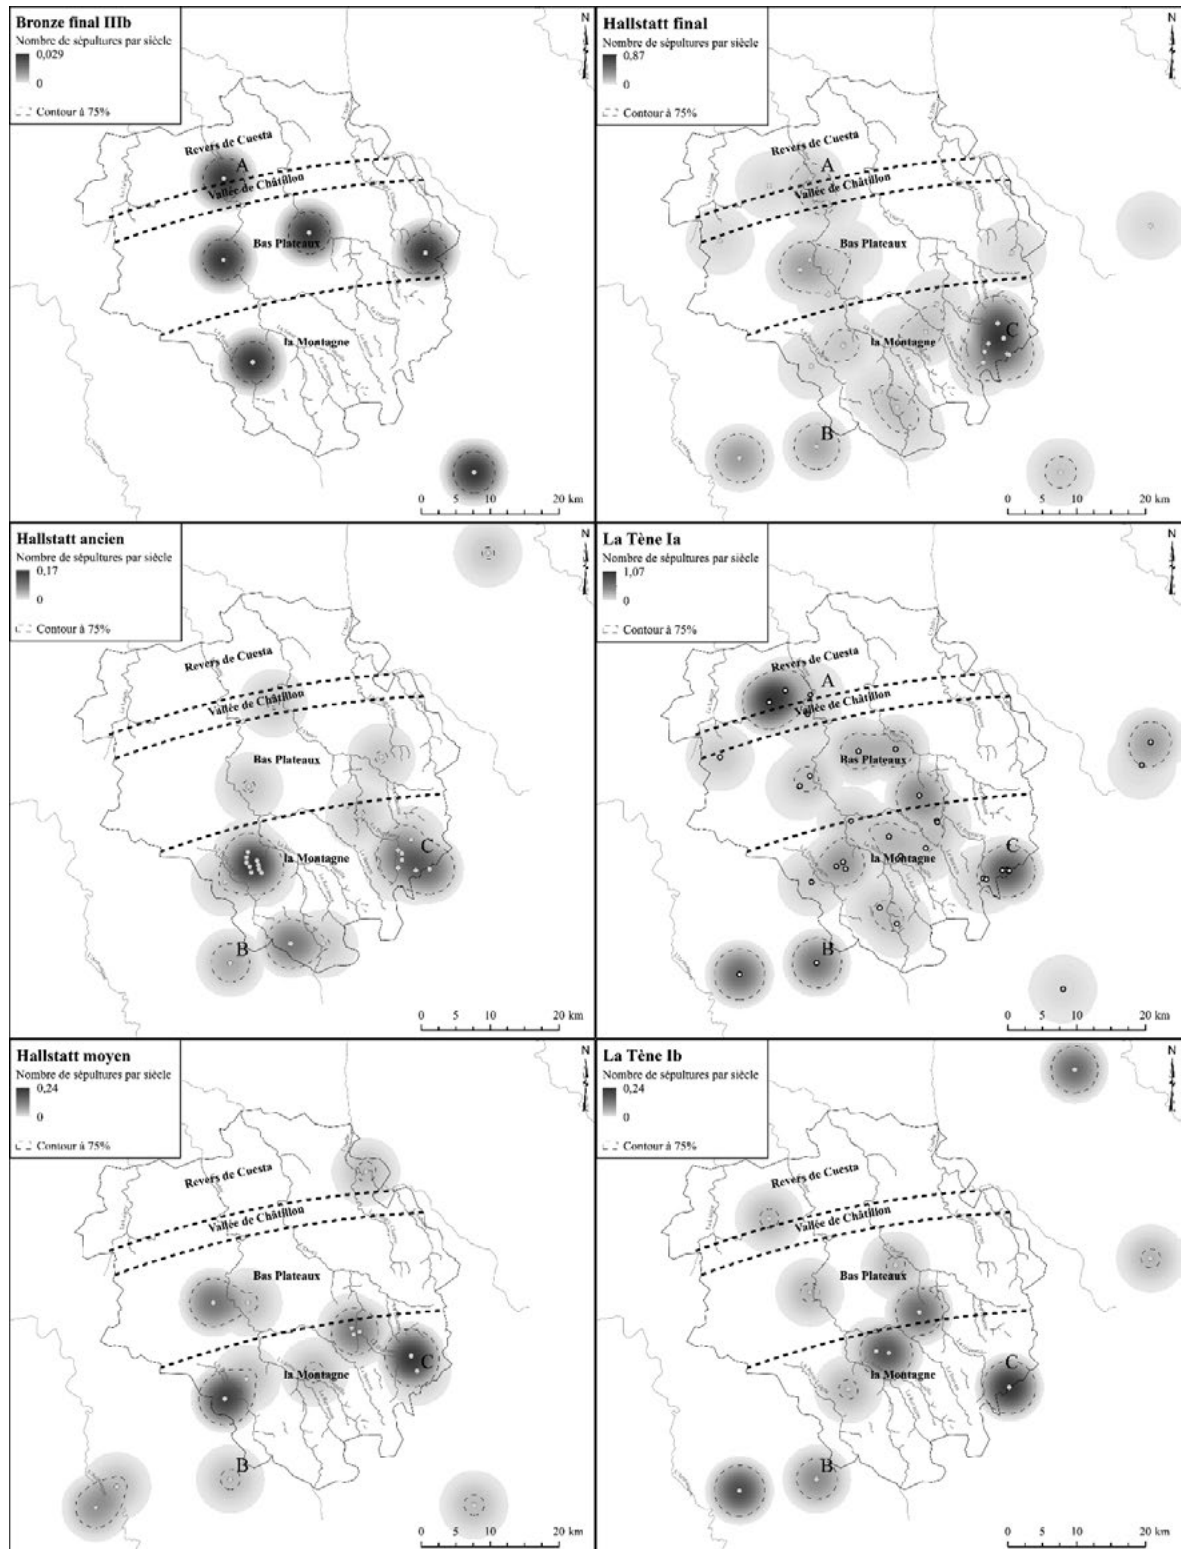 Bronze final IIIb
Nombre de sépultures par siècle
0,029
0
Contour à 75%
N
Revers de Cuesta
A
Vallée de Châtillon
Bas Plateaux
la Montagne
0 5 10 20 km
Hallstatt final
Nombre de sépultures par siècle
0,87
0
Contour à 75%
N
Revers de Cuesta
A
Vallée de Châtillon
Bas Plateaux
C
la Montagne
B
0 5 10 20 km
Hallstatt ancien
Nombre de sépultures par siècle
0,17
0
Contour à 75%
N
Revers de Cuesta
Vallée de Châtillon
Bas Plateaux
C
la Montagne
B
0 5 10 20 km
La Tène Ia
Nombre de sépultures par siècle
1,07
0
Contour à 75%
N
Revers de Cuesta
A
Vallée de Châtillon
Bas Plateaux
C
la Montagne
B
0 5 10 20 km
Hallstatt moyen
Nombre de sépultures par siècle
0,24
0
Contour à 75%
N
Revers de Cuesta
Vallée de Châtillon
Bas Plateaux
C
la Montagne
B
0 5 10 20 km
La Tène Ib
Nombre de sépultures par siècle
0,24
0
Contour à 75%
N
Revers de Cuesta
Vallée de Châtillon
Bas Plateaux
C
la Montagne
B
0 5 10 20 km